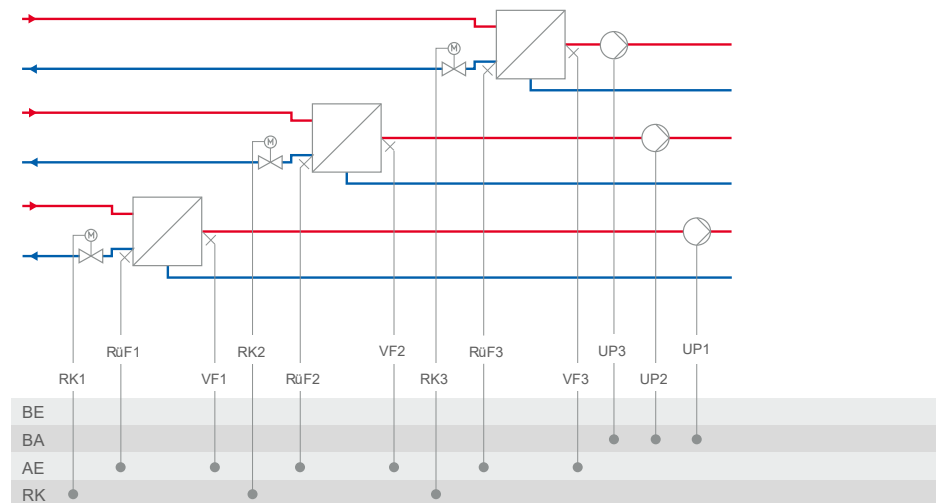 M
M
M
RüF1 RK2 VF2 RüF3 UP3 UP1
RK1 VF1 RüF2 RK3 VF3 UP2
BE
BA
AE
RK